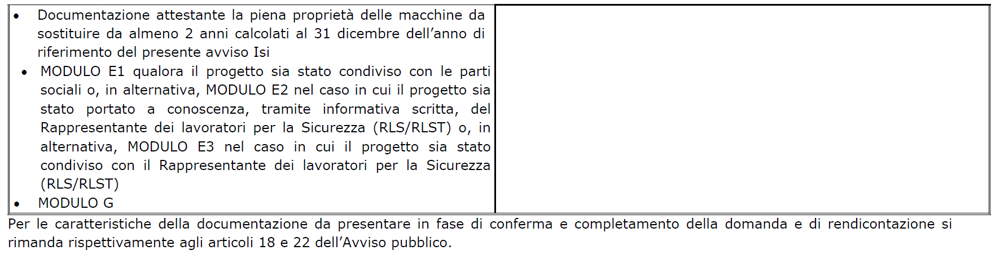 • Documentazione attestante la piena proprietà delle macchine da
sostituire da almeno 2 anni calcolati al 31 dicembre dell’anno di
riferimento del presente avviso Isi
• MODULO E1 qualora il progetto sia stato condiviso con le parti
sociali o, in alternativa, MODULO E2 nel caso in cui il progetto sia
stato portato a conoscenza, tramite informativa scritta, del
Rappresentante dei lavoratori per la Sicurezza (RLS/RLST) o, in
alternativa, MODULO E3 nel caso in cui il progetto sia stato
condiviso con il Rappresentante dei lavoratori per la Sicurezza
(RLS/RLST)
• MODULO G
Per le caratteristiche della documentazione da presentare in fase di conferma e completamento della domanda e di rendicontazione si
rimanda rispettivamente agli articoli 18 e 22 dell’Avviso pubblico.